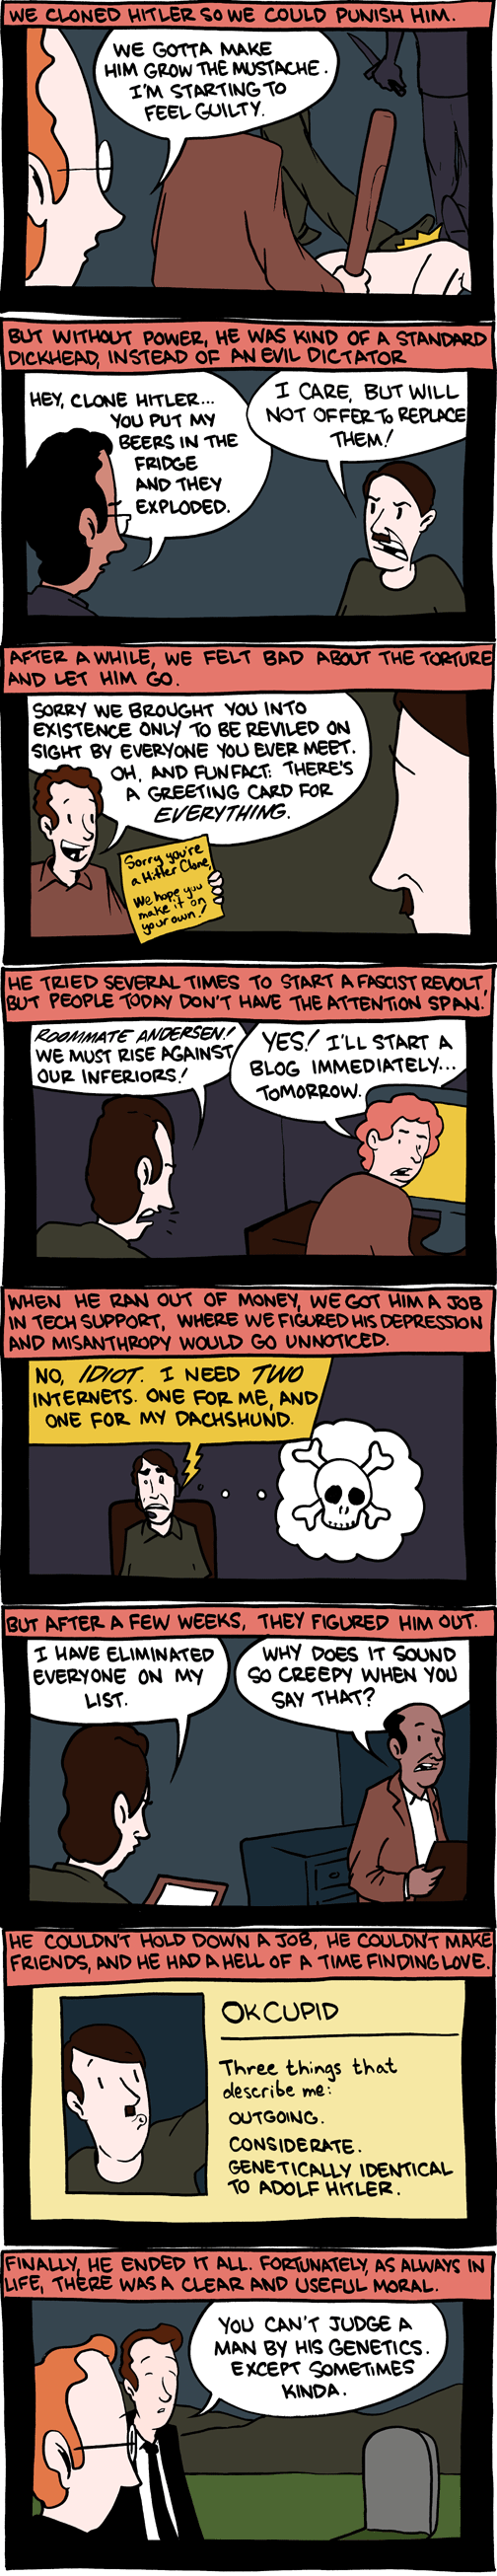 WE CLONED HITLER SO WE COULD PUNISH HIM.
WE GOTTA MAKE
HIM GROW THE MUSTACHE.
I'M STARTING TO
FEEL GUILTY.
BUT WITHOUT POWER, HE WAS KIND OF A STANDARD
DICKHEAD, INSTEAD OF AN EVIL DICTATOR
HEY, CLONE HITLER...
YOU PUT MY
BEERS IN THE
FRIDGE
AND THEY
EXPLODED.
I CARE, BUT WILL
NOT OFFER TO REPLACE
THEM!
AFTER A WHILE, WE FELT BAD ABOUT THE TORTURE
AND LET HIM GO.
SORRY WE BROUGHT YOU INTO
EXISTENCE ONLY TO BE REVILED ON
SIGHT BY EVERYONE YOU EVER MEET.
OH, AND FUN FACT: THERE'S
A GREETING CARD FOR
EVERYTHING.
Sorry you're
a Hitler Clone!
We hope you
make it on
your own!
HE TRIED SEVERAL TIMES TO START A FASCIST REVOLT,
BUT PEOPLE TODAY DON'T HAVE THE ATTENTION SPAN.
ROOMMATE ANDERSEN!
WE MUST RISE AGAINST
OUR INFERIORS!
YES! I'LL START A
BLOG IMMEDIATELY...
TOMORROW.
WHEN HE RAN OUT OF MONEY, WE GOT HIM A JOB
IN TECH SUPPORT, WHERE WE FIGURED HIS DEPRESSION
AND MISANTHROPY WOULD GO UNNOTICED.
NO, IDIOT. I NEED TWO
INTERNETS. ONE FOR ME, AND
ONE FOR MY DACHSHUND.
BUT AFTER A FEW WEEKS, THEY FIGURED HIM OUT.
I HAVE ELIMINATED
EVERYONE ON MY
LIST.
WHY DOES IT SOUND
SO CREEPY WHEN YOU
SAY THAT?
HE COULDN'T HOLD DOWN A JOB, HE COULDN'T MAKE
FRIENDS, AND HE HAD A HELL OF A TIME FINDING LOVE.
OKCUPID
Three things that
describe me:
OUTGOING.
CONSIDERATE.
GENETICALLY IDENTICAL
TO ADOLF HITLER.
FINALLY, HE ENDED IT ALL. FORTUNATELY, AS ALWAYS IN
LIFE, THERE WAS A CLEAR AND USEFUL MORAL.
YOU CAN'T JUDGE A
MAN BY HIS GENETICS.
EXCEPT SOMETIMES
KINDA.